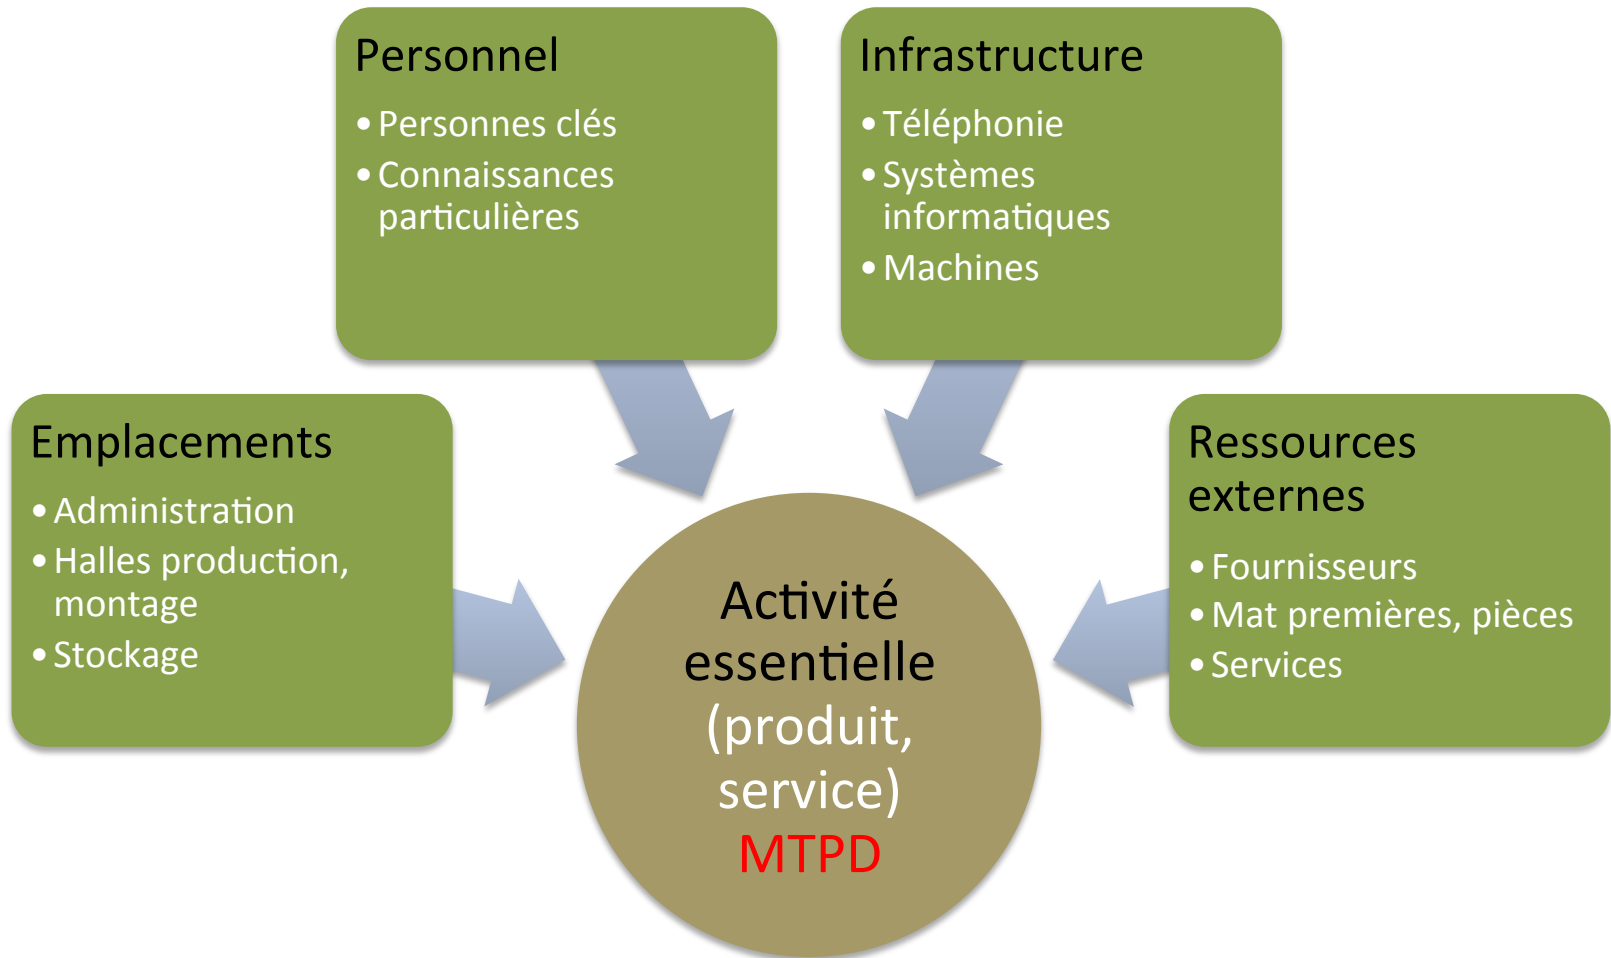 Personnel
• Personnes clés
• Connaissances
particulières
Infrastructure
• Téléphonie
• Systèmes
informatiques
• Machines
Emplacements
• Administration
• Halles production,
montage
• Stockage
Ressources
externes
• Fournisseurs
• Mat premières, pièces
• Services
Activité
essentielle
(produit,
service)
MTPD